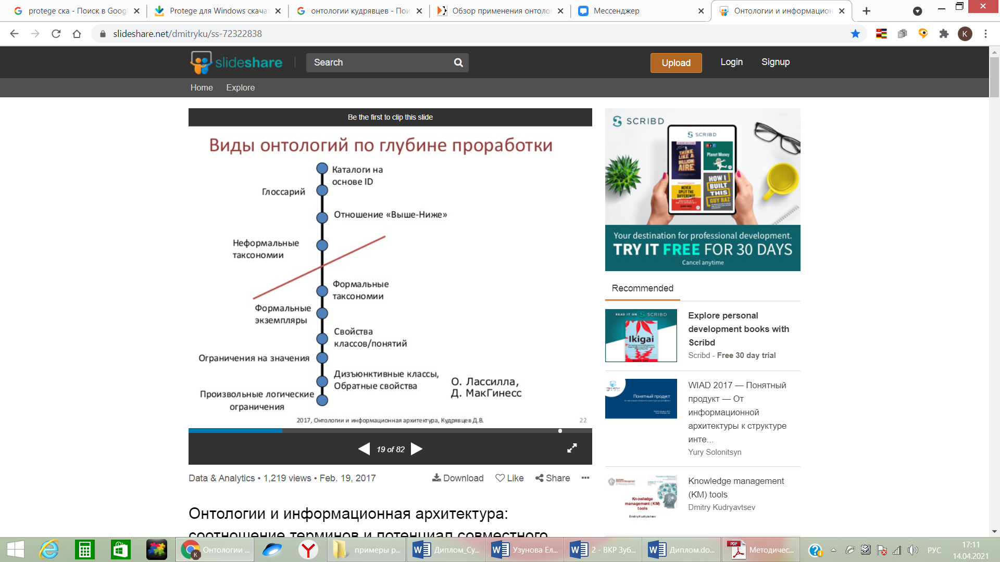 protege ска - Поиск в Goog
Protege для Windows скачат
онтологии кудрявцев - Пои
Обзор применения онтоло
Мессенджер
Онтологии и информацион
slideshare.net/dmitryku/ss-72322838
K
slideshare
Search
Upload
Login
Signup
Home
Explore
Be the first to clip this slide
Виды онтологий по глубине проработки
Каталоги на
основе ID
Глоссарий
Отношение «Выше-Ниже»
Неформальные
таксономии
Формальные
таксономии
Формальные
экземпляры
Свойства
классов/понятий
Ограничения на значения
Дизъюнктивные классы,
Обратные свойства
Произвольные логические
ограничения
О. Лассилла,
Д. МакГинесс
2017, Онтологии и информационная архитектура, Кудрявцев Д.В.
22
19 of 82
Data & Analytics • 1,219 views • Feb. 19, 2017
Download
Like
Share
Онтологии и информационная архитектура:
соотношение терминов и потенциал совместного
SCRIBD
SCRIBD
THINK
LIKE A
BILLION
AIRE
Planet Money
NEVER
SPLIT THE
DIFFERENCE
HOW I
BUILT
THIS
GUY RAZ
Your destination for professional development.
TRY IT FREE FOR 30 DAYS
Cancel anytime
Recommended
READ IT ON SCRIBD
Ikigai
Explore personal
development books with
Scribd
Scribd - Free 30 day trial
Понятный продукт
WIAD 2017 — Понятный
продукт — От
информационной
архитектуры к структуре
инте...
Yury Solonitsyn
Knowledge
management (KM)
tools
Dmitry Kudryavtsev
Knowledge management
(KM) tools
Dmitry Kudryavtsev
Онтологии ...
примеры р...
Диплом_Су...
Узунова Ел...
2 - ВКР Зуб...
Диплом.do...
PDF
Методичес...
РУС
17:11
14.04.2021